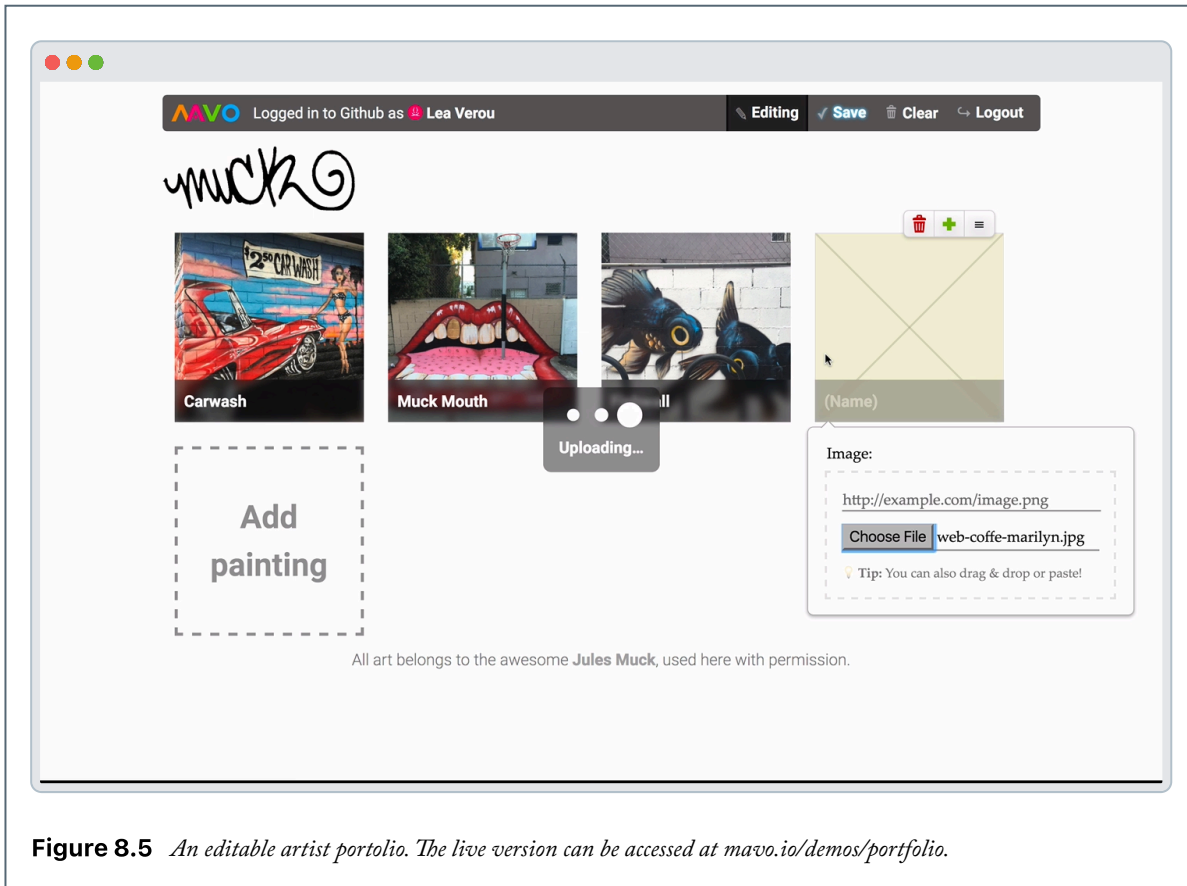 MAVO Logged in to Github as Lea Verou Editing Save Clear Logout
muck
$2.50 CAR WASH
Carwash
Muck Mouth
ll
(Name)
Uploading...
Image:
http://example.com/image.png
Choose File web-coffe-marilyn.jpg
Tip: You can also drag & drop or paste!
Add
painting
All art belongs to the awesome Jules Muck, used here with permission.
Figure 8.5 An editable artist portolio. The live version can be accessed at mavo.io/demos/portfolio.